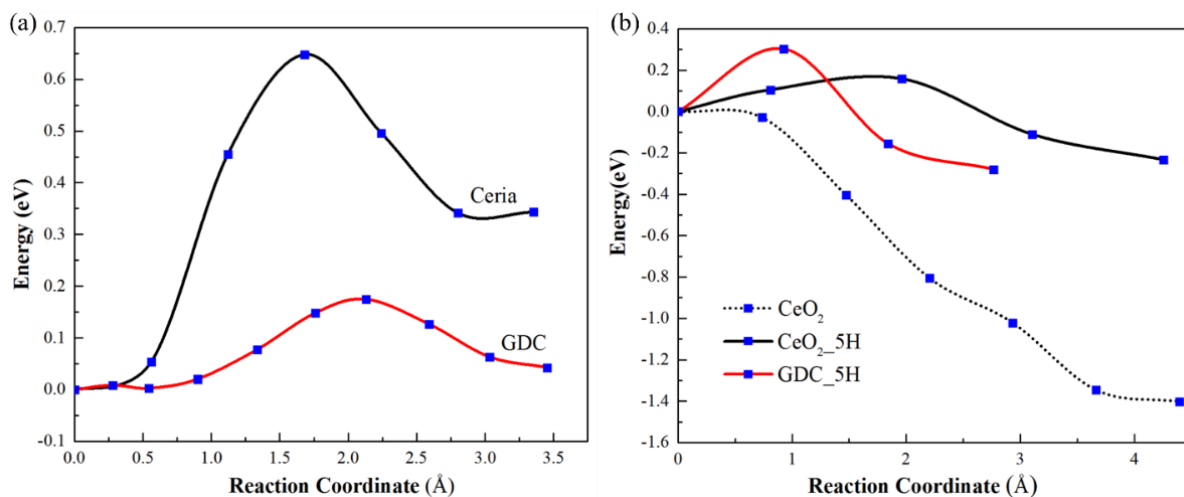 (a)
0.7
0.6
0.5
0.4
0.3
0.2
0.1
0.0
-0.1
Energy (eV)
Ceria
GDC
0.0 0.5 1.0 1.5 2.0 2.5 3.0 3.5
Reaction Coordinate (Å)
(b)
0.4
0.2
0.0
-0.2
-0.4
-0.6
-0.8
-1.0
-1.2
-1.4
-1.6
Energy(eV)
CeO₂
CeO₂_5H
GDC_5H
0 1 2 3 4
Reaction Coordinate (Å)